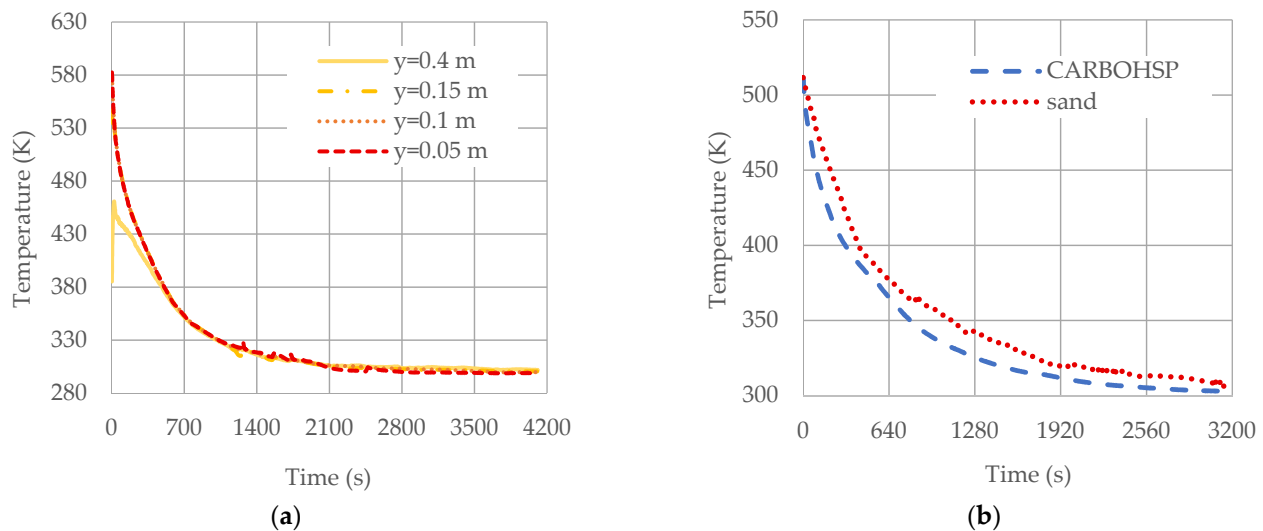 630
580
530
480
430
380
330
280
Temperature (K)
y=0.4 m
y=0.15 m
y=0.1 m
y=0.05 m
0 700 1400 2100 2800 3500 4200
Time (s)
(a)
550
500
450
400
350
300
Temperature (K)
CARBOHSP
sand
0 640 1280 1920 2560 3200
Time (s)
(b)